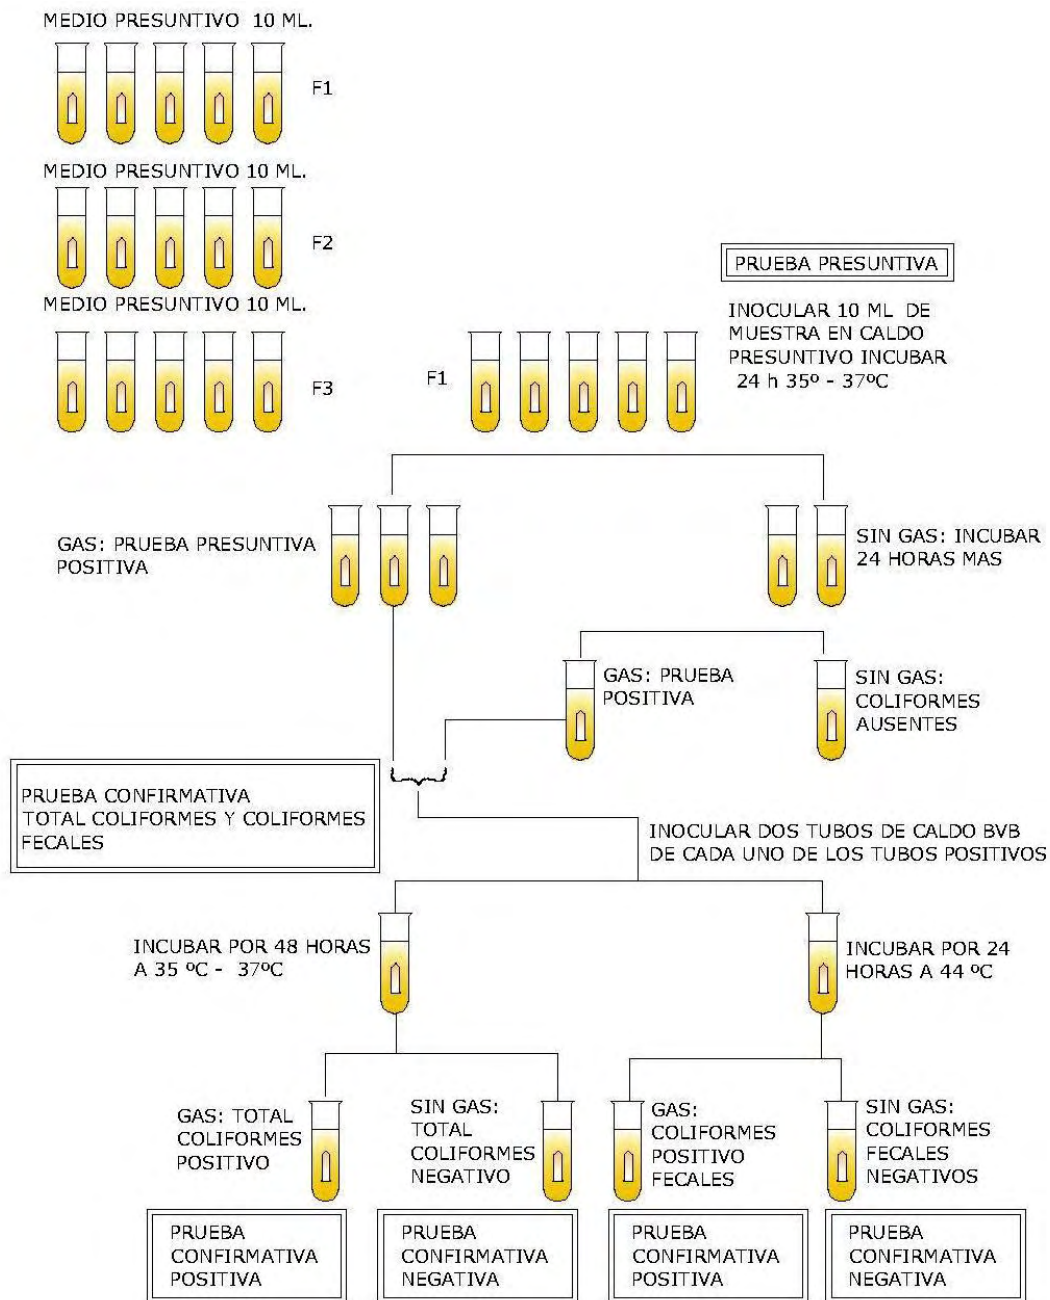 MEDIO PRESUNTIVO 10 ML.
F1
MEDIO PRESUNTIVO 10 ML.
F2
MEDIO PRESUNTIVO 10 ML.
F3
F1
PRUEBA PRESUNTIVA
INOCULAR 10 ML DE
MUESTRA EN CALDO
PRESUNTIVO INCUBAR
24 h 35º - 37ºC
GAS: PRUEBA PRESUNTIVA
POSITIVA
SIN GAS: INCUBAR
24 HORAS MAS
GAS: PRUEBA
POSITIVA
SIN GAS:
COLIFORMES
AUSENTES
PRUEBA CONFIRMATIVA
TOTAL COLIFORMES Y COLIFORMES
FECALES
INOCULAR DOS TUBOS DE CALDO BVB
DE CADA UNO DE LOS TUBOS POSITIVOS
INCUBAR POR 48 HORAS
A 35 ºC - 37ºC
INCUBAR POR 24
HORAS A 44 ºC
GAS: TOTAL
COLIFORMES
POSITIVO
SIN GAS:
TOTAL
COLIFORMES
NEGATIVO
GAS:
COLIFORMES
POSITIVO
FECALES
SIN GAS:
COLIFORMES
FECALES
NEGATIVOS
PRUEBA
CONFIRMATIVA
POSITIVA
PRUEBA
CONFIRMATIVA
NEGATIVA
PRUEBA
CONFIRMATIVA
POSITIVA
PRUEBA
CONFIRMATIVA
NEGATIVA